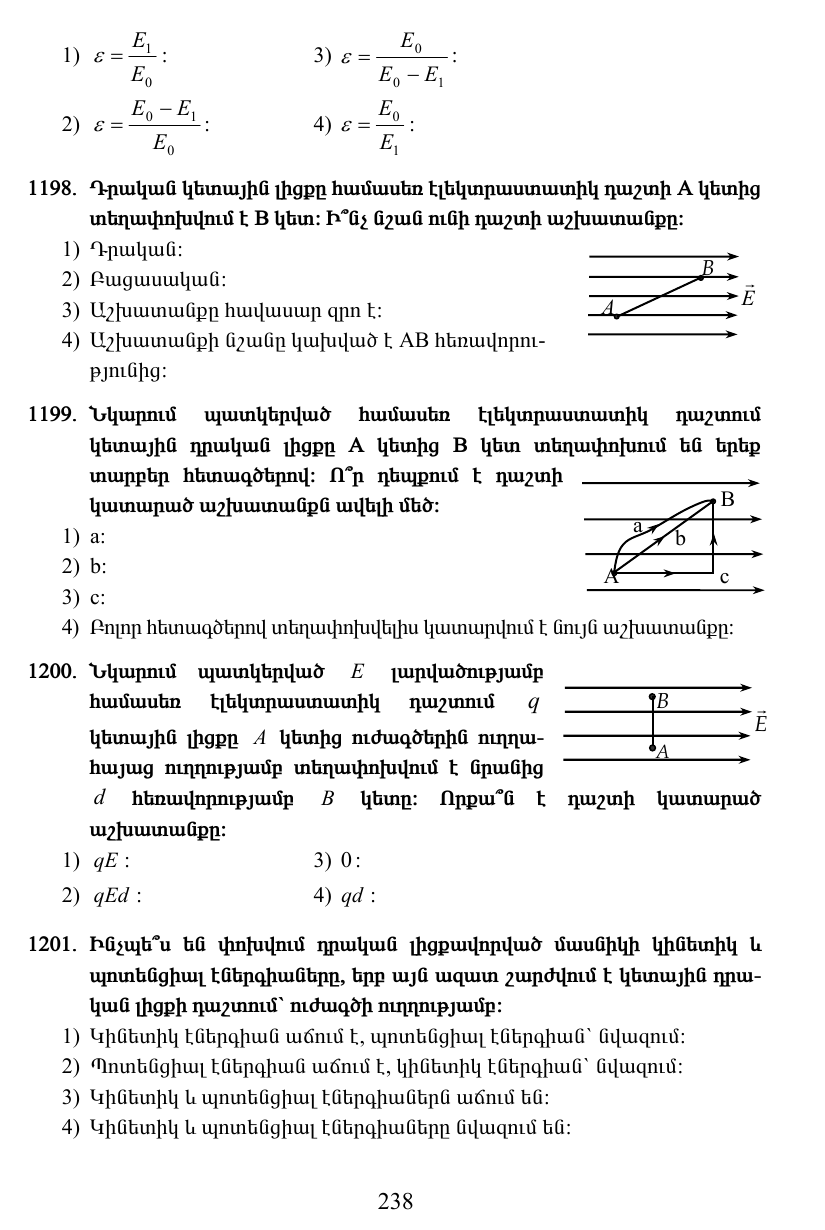 1) ε = E₁/E₀ : 3) ε = E₀/(E₀ − E₁) :
2) ε = (E₀ − E₁)/E₀ : 4) ε = E₀/E₁ :
1198. Դրական կետային լիցքը համասեռ էլեկտրաստատիկ դաշտի A կետից
տեղափոխվում է B կետ: Ի՞նչ նշան ունի դաշտի աշխատանքը:
1) Դրական:
2) Բացասական:
3) Աշխատանքը հավասար զրո է:
4) Աշխատանքի նշանը կախված է AB հեռավորու-
թյունից:
B
A
E⃗
1199. Նկարում պատկերված համասեռ էլեկտրաստատիկ դաշտում
կետային դրական լիցքը A կետից B կետ տեղափոխում են երեք
տարբեր հետագծերով: Ո՞ր դեպքում է դաշտի
կատարած աշխատանքն ավելի մեծ:
1) a:
2) b:
3) c:
4) Բոլոր հետագծերով տեղափոխվելիս կատարվում է նույն աշխատանքը:
B
a
b
A
c
1200. Նկարում պատկերված E լարվածությամբ
համասեռ էլեկտրաստատիկ դաշտում q
կետային լիցքը A կետից ուժագծերին ուղղա-
հայաց ուղղությամբ տեղափոխվում է նրանից
d հեռավորությամբ B կետը: Որքա՞ն է դաշտի կատարած
աշխատանքը:
1) qE : 3) 0:
2) qEd : 4) qd :
B
E⃗
A
1201. Ինչպե՞ս են փոխվում դրական լիցքավորված մասնիկի կինետիկ և
պոտենցիալ էներգիաները, երբ այն ազատ շարժվում է կետային դրա-
կան լիցքի դաշտում` ուժագծի ուղղությամբ:
1) Կինետիկ էներգիան աճում է, պոտենցիալ էներգիան` նվազում:
2) Պոտենցիալ էներգիան աճում է, կինետիկ էներգիան` նվազում:
3) Կինետիկ և պոտենցիալ էներգիաներն աճում են:
4) Կինետիկ և պոտենցիալ էներգիաները նվազում են:
238